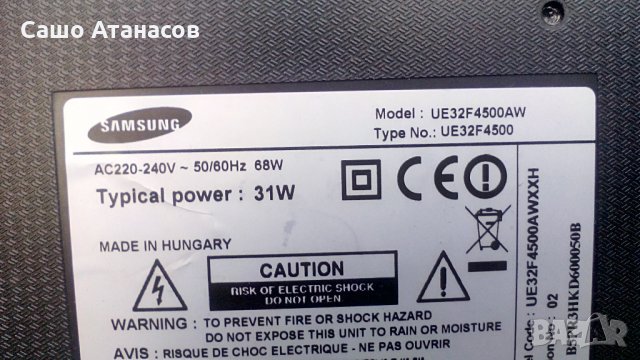 Сашо Атанасов
SAMSUNG
Model : UE32F4500AW
Type No.: UE32F4500
AC220-240V ~ 50/60Hz 68W
Typical power : 31W
MADE IN HUNGARY
CAUTION
RISK OF ELECTRIC SHOCK
DO NOT OPEN
WARNING : TO PREVENT FIRE OR SHOCK HAZARD
DO NOT EXPOSE THIS UNIT TO RAIN OR MOISTURE.
AVIS : RISQUE DE CHOC ELECTRIQUE - NE PAS OUVRIR
Code : UE32F4500AWXXH
on No. : 02